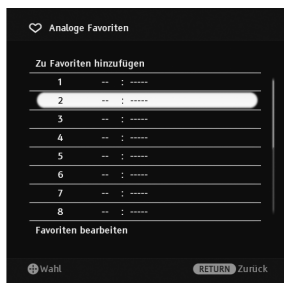 Analoge Favoriten
Zu Favoriten hinzufügen
1 -- : -----
2 -- : -----
3 -- : -----
4 -- : -----
5 -- : -----
6 -- : -----
7 -- : -----
8 -- : -----
Favoriten bearbeiten
Wahl RETURN Zurück